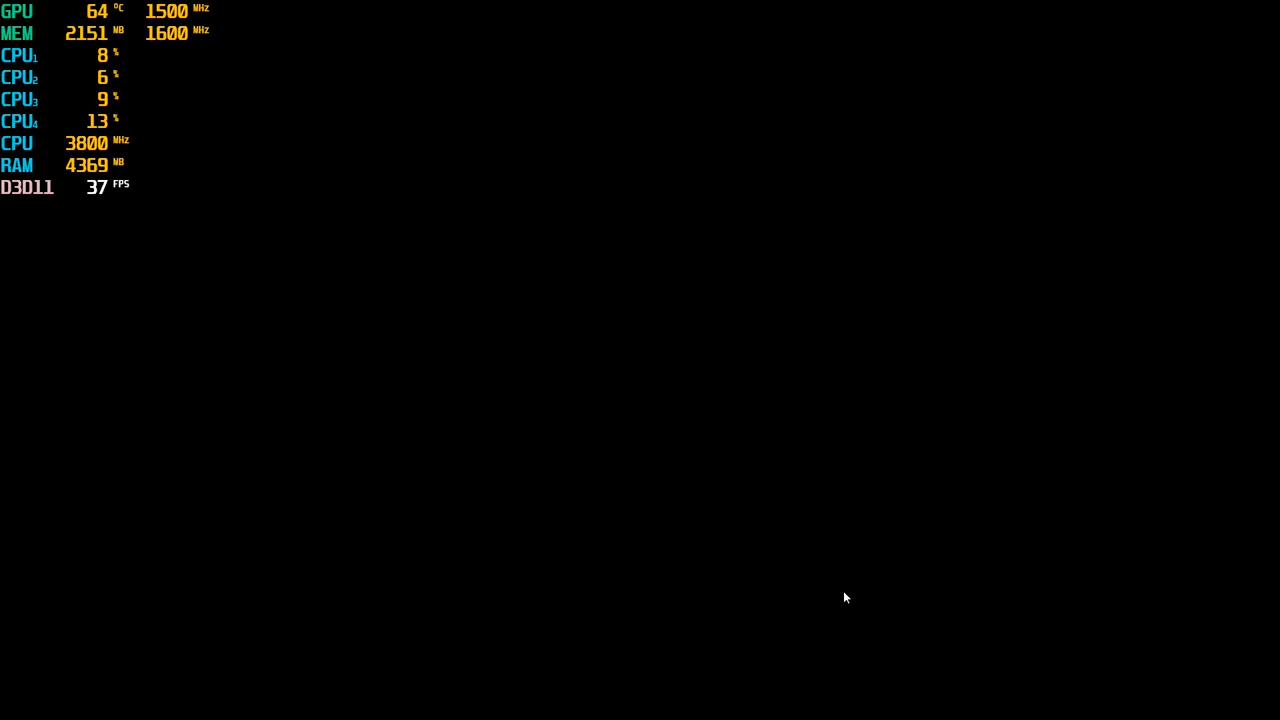 GPU 64 °C 1500 MHz
MEM 2151 MB 1600 MHz
CPU1 8 %
CPU2 6 %
CPU3 9 %
CPU4 13 %
CPU 3800 MHz
RAM 4369 MB
D3D11 37 FPS